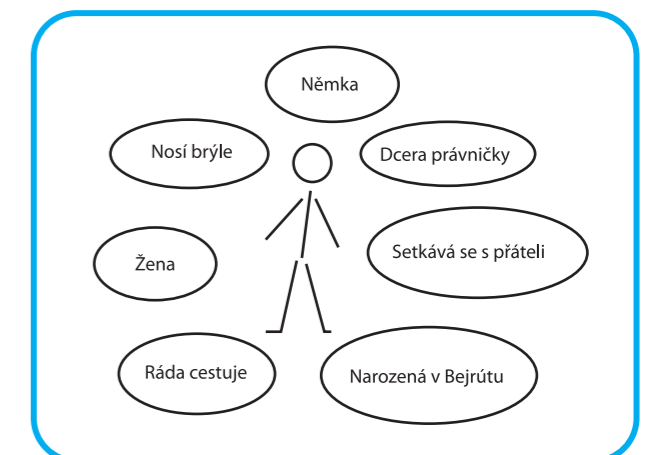 Němka
Nosí brýle
Dcera právničky
Žena
Setkává se s přáteli
Ráda cestuje
Narozená v Bejrútu